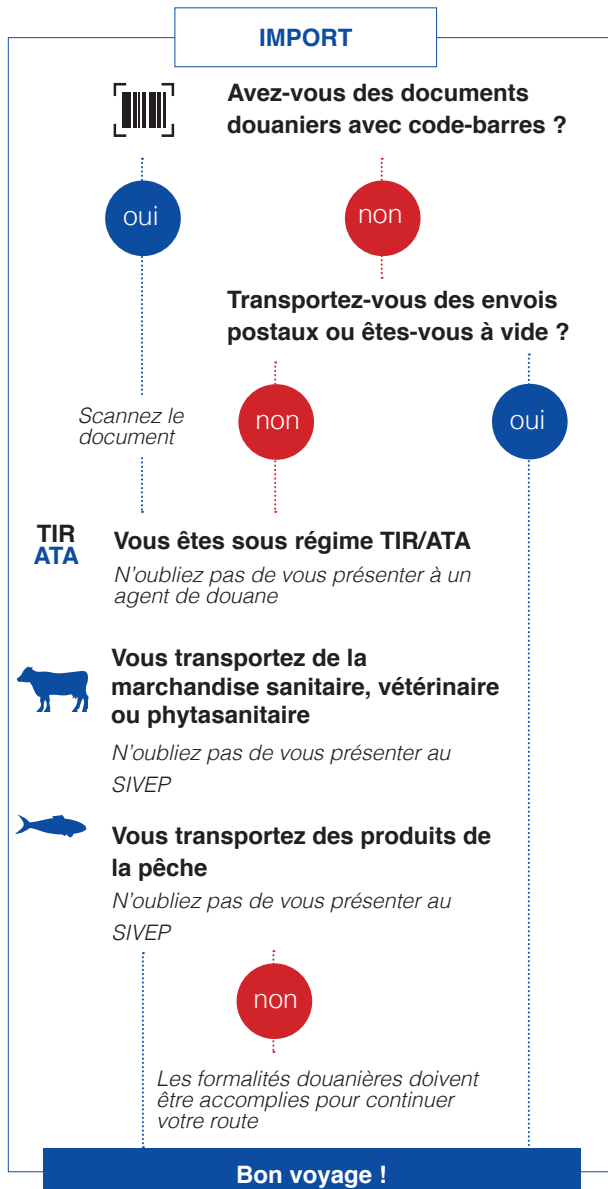 IMPORT
Avez-vous des documents
douaniers avec code-barres ?
oui
non
Transportez-vous des envois
postaux ou êtes-vous à vide ?
Scannez le
document
non
oui
TIR
ATA
Vous êtes sous régime TIR/ATA
N'oubliez pas de vous présenter à un
agent de douane
Vous transportez de la
marchandise sanitaire, vétérinaire
ou phytasanitaire
N'oubliez pas de vous présenter au
SIVEP
Vous transportez des produits de
la pêche
N'oubliez pas de vous présenter au
SIVEP
non
Les formalités douanières doivent
être accomplies pour continuer
votre route
Bon voyage !